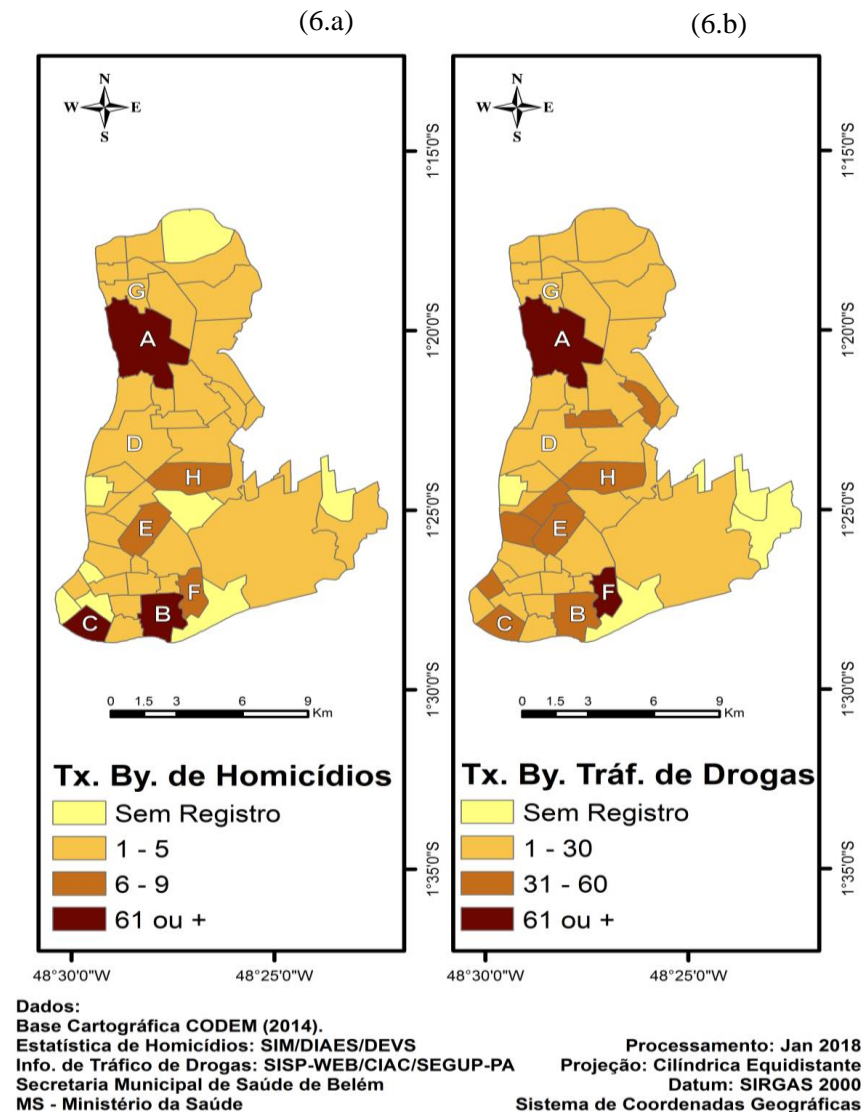 (6.a)
(6.b)
N
W E
S
G
A
D
H
E
F
B
C
0 1.5 3 6 9
Km
1°15'0"S
1°20'0"S
1°25'0"S
1°30'0"S
1°35'0"S
Tx. By. de Homicídios
Sem Registro
1 - 5
6 - 9
61 ou +
48°30'0"W 48°25'0"W
N
W E
S
G
A
D
H
E
F
B
C
0 1.5 3 6 9
Km
1°15'0"S
1°20'0"S
1°25'0"S
1°30'0"S
1°35'0"S
Tx. By. Tráf. de Drogas
Sem Registro
1 - 30
31 - 60
61 ou +
48°30'0"W 48°25'0"W
Dados:
Base Cartográfica CODEM (2014).
Estatística de Homicídios: SIM/DIAES/DEVS
Info. de Tráfico de Drogas: SISP-WEB/CIAC/SEGUP-PA
Secretaria Municipal de Saúde de Belém
MS - Ministério da Saúde
Processamento: Jan 2018
Projeção: Cilíndrica Equidistante
Datum: SIRGAS 2000
Sistema de Coordenadas Geográficas